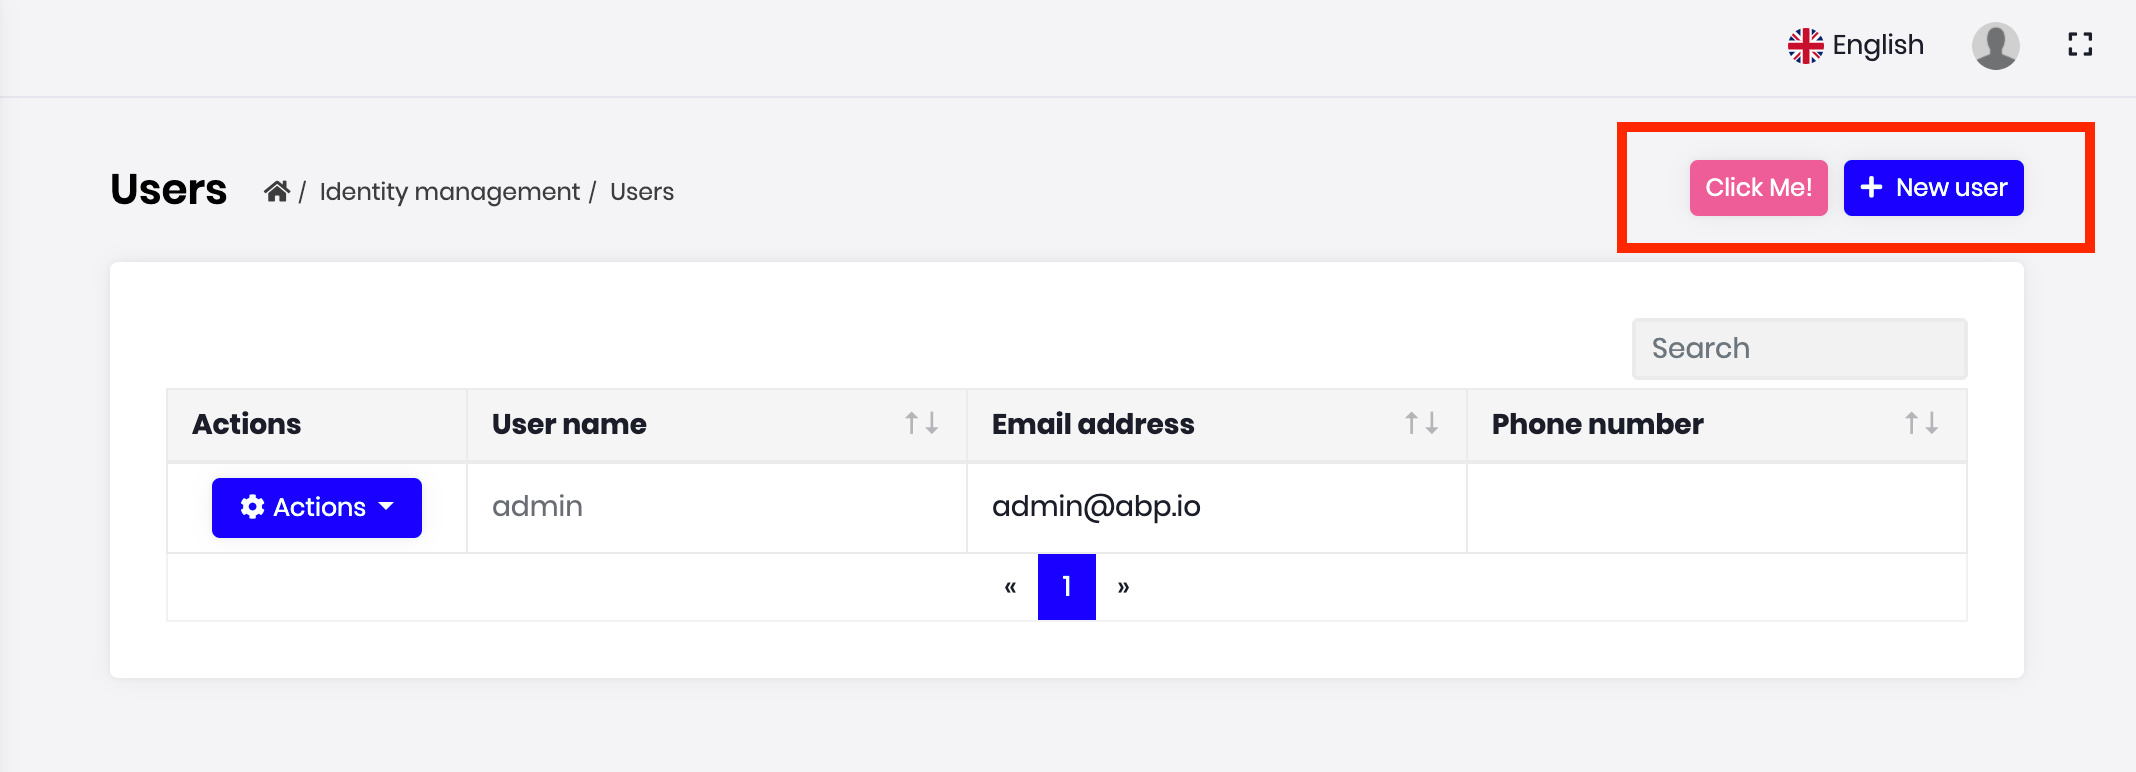 English
Users / Identity management / Users
Click Me! + New user
Search
Actions User name Email address Phone number
Actions admin admin@abp.io
« 1 »